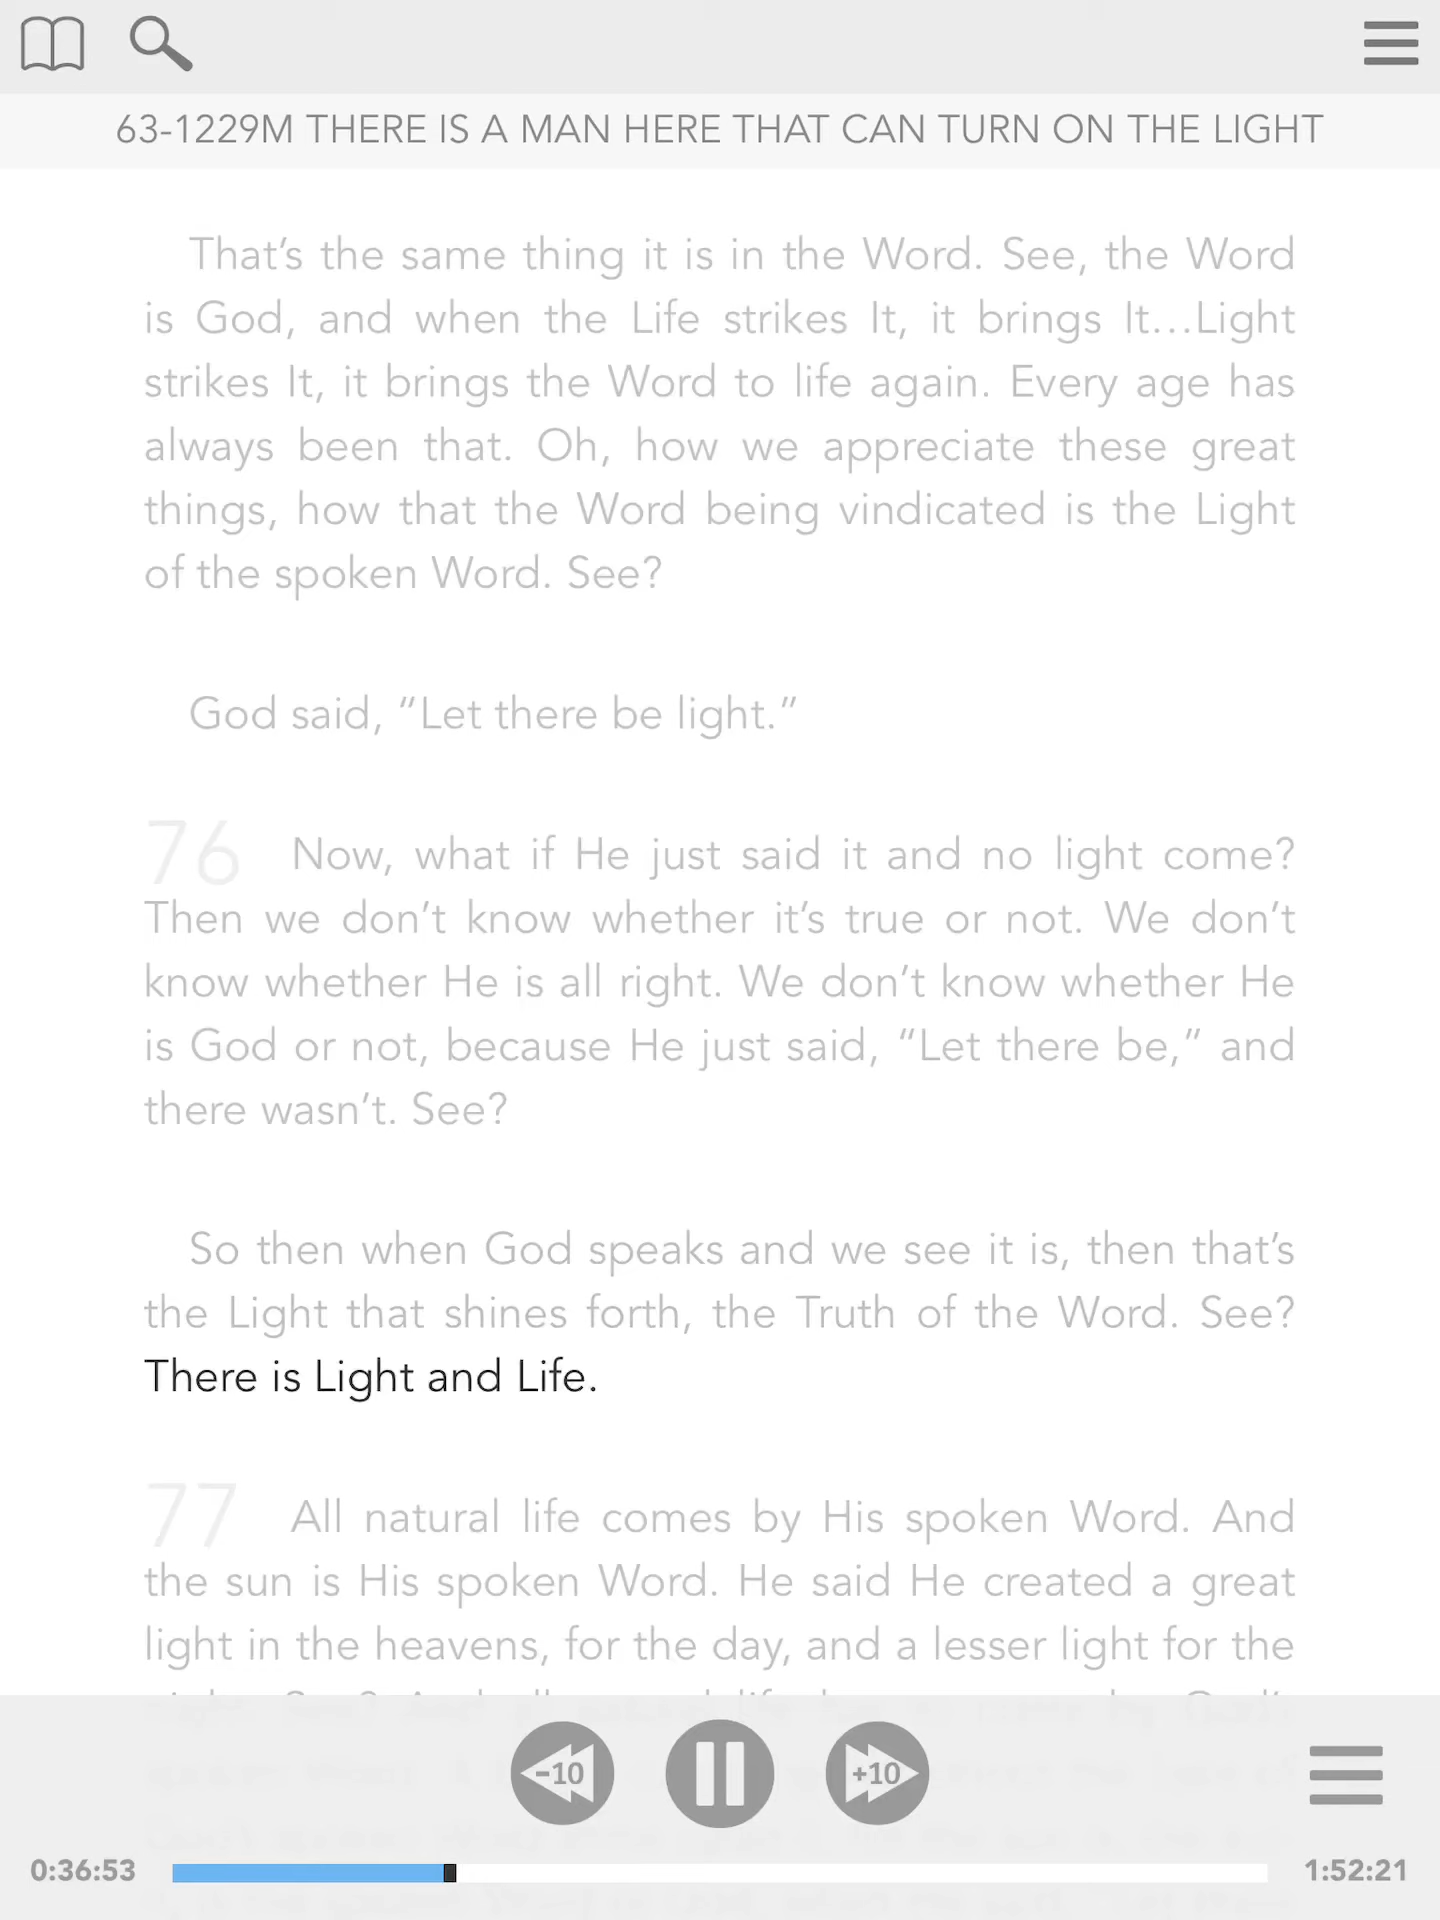 63-1229M THERE IS A MAN HERE THAT CAN TURN ON THE LIGHT
That’s the same thing it is in the Word. See, the Word
is God, and when the Life strikes It, it brings It…Light
strikes It, it brings the Word to life again. Every age has
always been that. Oh, how we appreciate these great
things, how that the Word being vindicated is the Light
of the spoken Word. See?
God said, “Let there be light.”
76 Now, what if He just said it and no light come?
Then we don’t know whether it’s true or not. We don’t
know whether He is all right. We don’t know whether He
is God or not, because He just said, “Let there be,” and
there wasn’t. See?
So then when God speaks and we see it is, then that’s
the Light that shines forth, the Truth of the Word. See?
There is Light and Life.
77 All natural life comes by His spoken Word. And
the sun is His spoken Word. He said He created a great
light in the heavens, for the day, and a lesser light for the
-10 +10
0:36:53 1:52:21